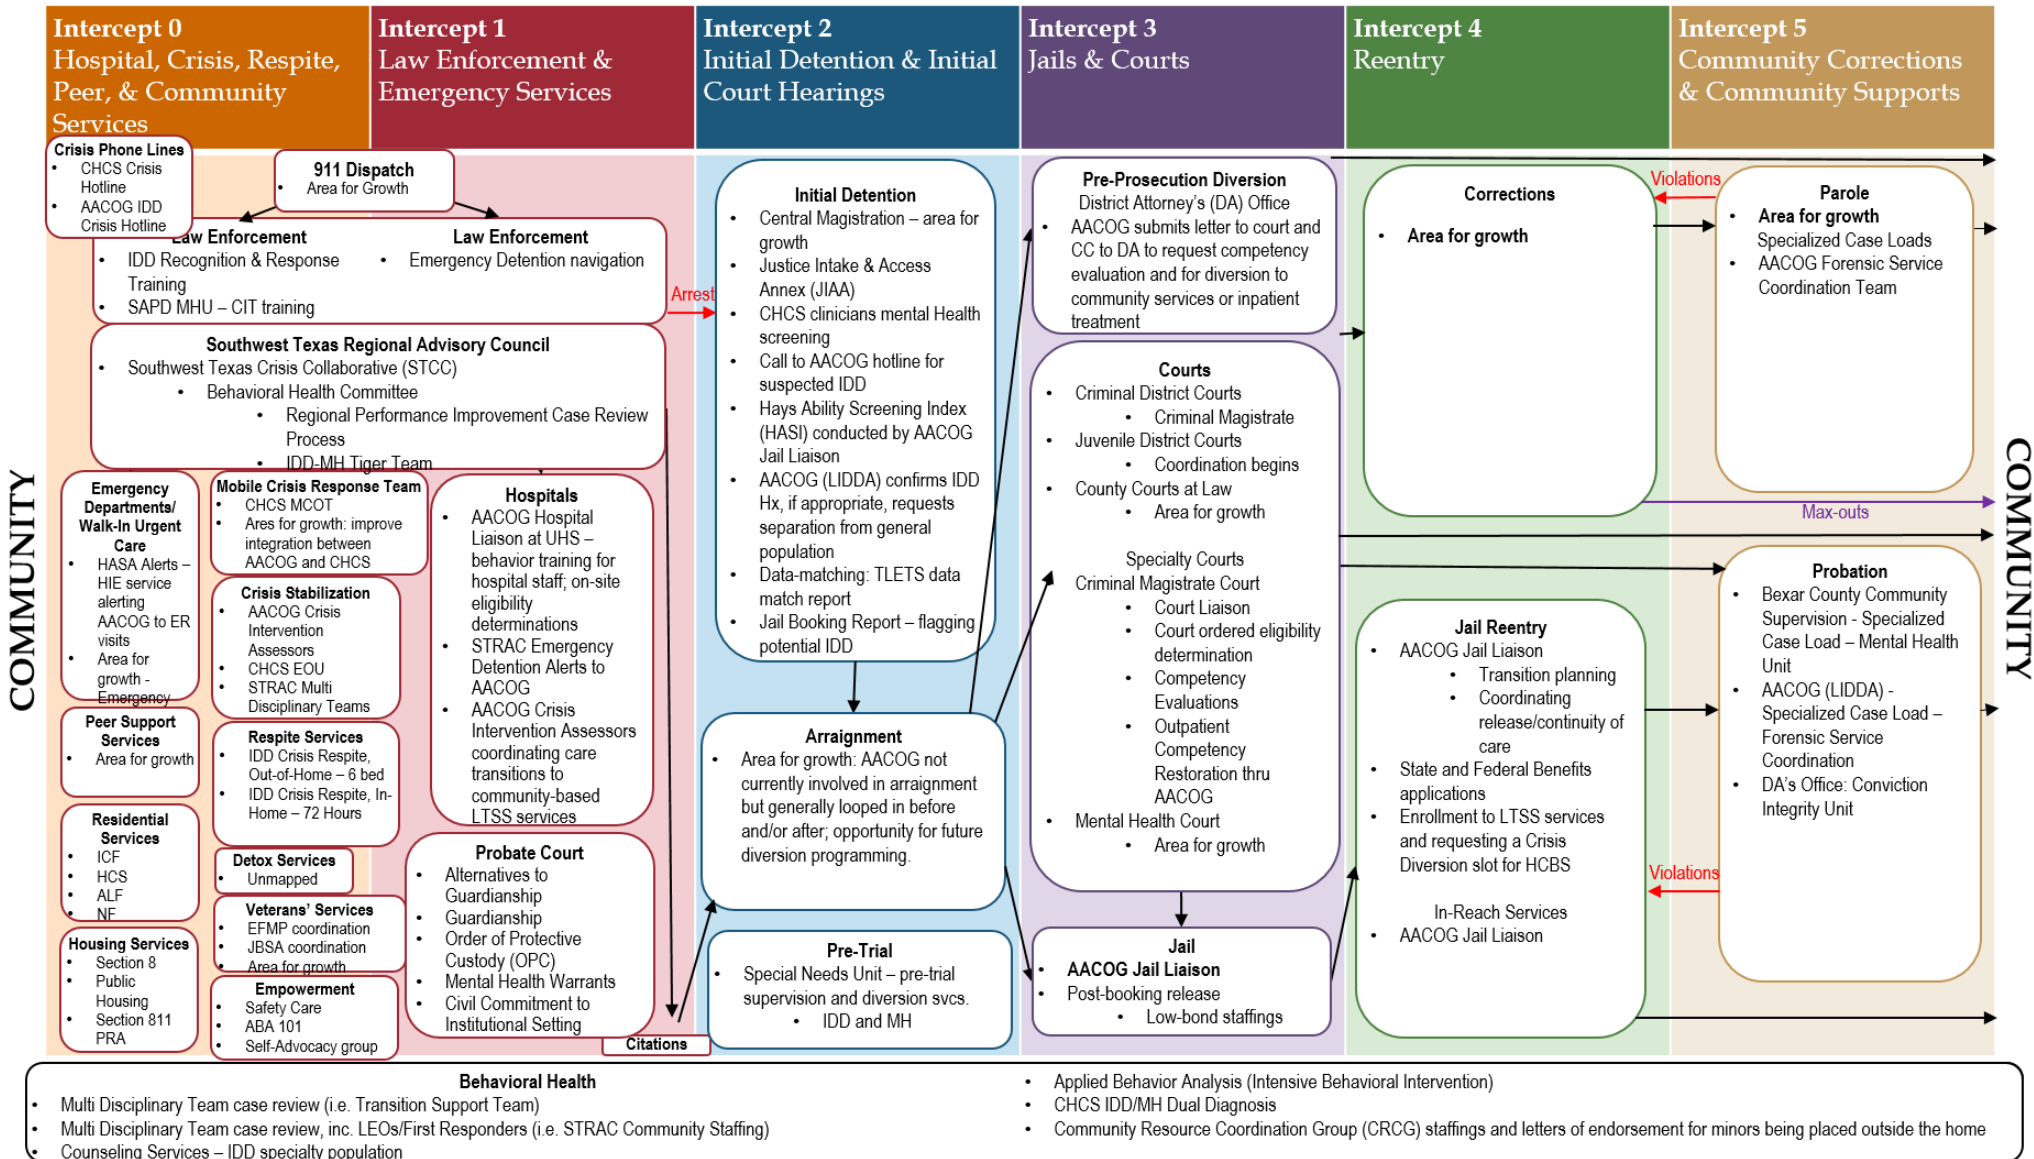 Intercept 0
Hospital, Crisis, Respite,
Peer, & Community
Services
Intercept 1
Law Enforcement &
Emergency Services
Intercept 2
Initial Detention & Initial
Court Hearings
Intercept 3
Jails & Courts
Intercept 4
Reentry
Intercept 5
Community Corrections
& Community Supports
COMMUNITY
Crisis Phone Lines
• CHCS Crisis
Hotline
• AACOG IDD
Crisis Hotline
911 Dispatch
• Area for Growth
Law Enforcement
• IDD Recognition & Response
Training
• SAPD MHU – CIT training
Law Enforcement
• Emergency Detention navigation
Arrest
Southwest Texas Regional Advisory Council
• Southwest Texas Crisis Collaborative (STCC)
• Behavioral Health Committee
• Regional Performance Improvement Case Review
Process
• IDD-MH Tiger Team
Emergency
Departments/
Walk-In Urgent
Care
• HASA Alerts –
HIE service
alerting
AACOG to ER
visits
• Area for
growth -
Emergency
Peer Support
Services
• Area for growth
Residential
Services
• ICF
• HCS
• ALF
• NF
Housing Services
• Section 8
• Public
Housing
• Section 811
PRA
Mobile Crisis Response Team
• CHCS MCOT
• Ares for growth: improve
integration between
AACOG and CHCS
Crisis Stabilization
• AACOG Crisis
Intervention
Assessors
• CHCS EOU
• STRAC Multi
Disciplinary Teams
Respite Services
• IDD Crisis Respite,
Out-of-Home – 6 bed
• IDD Crisis Respite, In-
Home – 72 Hours
Detox Services
• Unmapped
Veterans' Services
• EFMP coordination
• JBSA coordination
• Area for growth
Empowerment
• Safety Care
• ABA 101
• Self-Advocacy group
Hospitals
• AACOG Hospital
Liaison at UHS –
behavior training for
hospital staff; on-site
eligibility
determinations
• STRAC Emergency
Detention Alerts to
AACOG
• AACOG Crisis
Intervention Assessors
coordinating care
transitions to
community-based
LTSS services
Probate Court
• Alternatives to
Guardianship
• Guardianship
• Order of Protective
Custody (OPC)
• Mental Health Warrants
• Civil Commitment to
Institutional Setting
Citations
Initial Detention
• Central Magistration – area for
growth
• Justice Intake & Access
Annex (JIAA)
• CHCS clinicians mental Health
screening
• Call to AACOG hotline for
suspected IDD
• Hays Ability Screening Index
(HASI) conducted by AACOG
Jail Liaison
• AACOG (LIDDA) confirms IDD
Hx, if appropriate, requests
separation from general
population
• Data-matching: TLETS data
match report
• Jail Booking Report – flagging
potential IDD
Arraignment
• Area for growth: AACOG not
currently involved in arraignment
but generally looped in before
and/or after; opportunity for future
diversion programming.
Pre-Trial
• Special Needs Unit – pre-trial
supervision and diversion svcs.
• IDD and MH
Pre-Prosecution Diversion
District Attorney's (DA) Office
• AACOG submits letter to court and
CC to DA to request competency
evaluation and for diversion to
community services or inpatient
treatment
Courts
• Criminal District Courts
• Criminal Magistrate
• Juvenile District Courts
• Coordination begins
• County Courts at Law
• Area for growth
Specialty Courts
• Criminal Magistrate Court
• Court Liaison
• Court ordered eligibility
determination
• Competency
Evaluations
• Outpatient
Competency
Restoration thru
AACOG
• Mental Health Court
• Area for growth
Jail
• AACOG Jail Liaison
• Post-booking release
• Low-bond staffings
Corrections
• Area for growth
Jail Reentry
• AACOG Jail Liaison
• Transition planning
• Coordinating
release/continuity of
care
• State and Federal Benefits
applications
• Enrollment to LTSS services
and requesting a Crisis
Diversion slot for HCBS
In-Reach Services
• AACOG Jail Liaison
Violations
Parole
• Area for growth
Specialized Case Loads
• AACOG Forensic Service
Coordination Team
Max-outs
Probation
• Bexar County Community
Supervision - Specialized
Case Load – Mental Health
Unit
• AACOG (LIDDA) -
Specialized Case Load –
Forensic Service
Coordination
• DA's Office: Conviction
Integrity Unit
Violations
COMMUNITY
Behavioral Health
• Multi Disciplinary Team case review (i.e. Transition Support Team)
• Multi Disciplinary Team case review, inc. LEOs/First Responders (i.e. STRAC Community Staffing)
• Counseling Services – IDD specialty population
• Applied Behavior Analysis (Intensive Behavioral Intervention)
• CHCS IDD/MH Dual Diagnosis
• Community Resource Coordination Group (CRCG) staffings and letters of endorsement for minors being placed outside the home